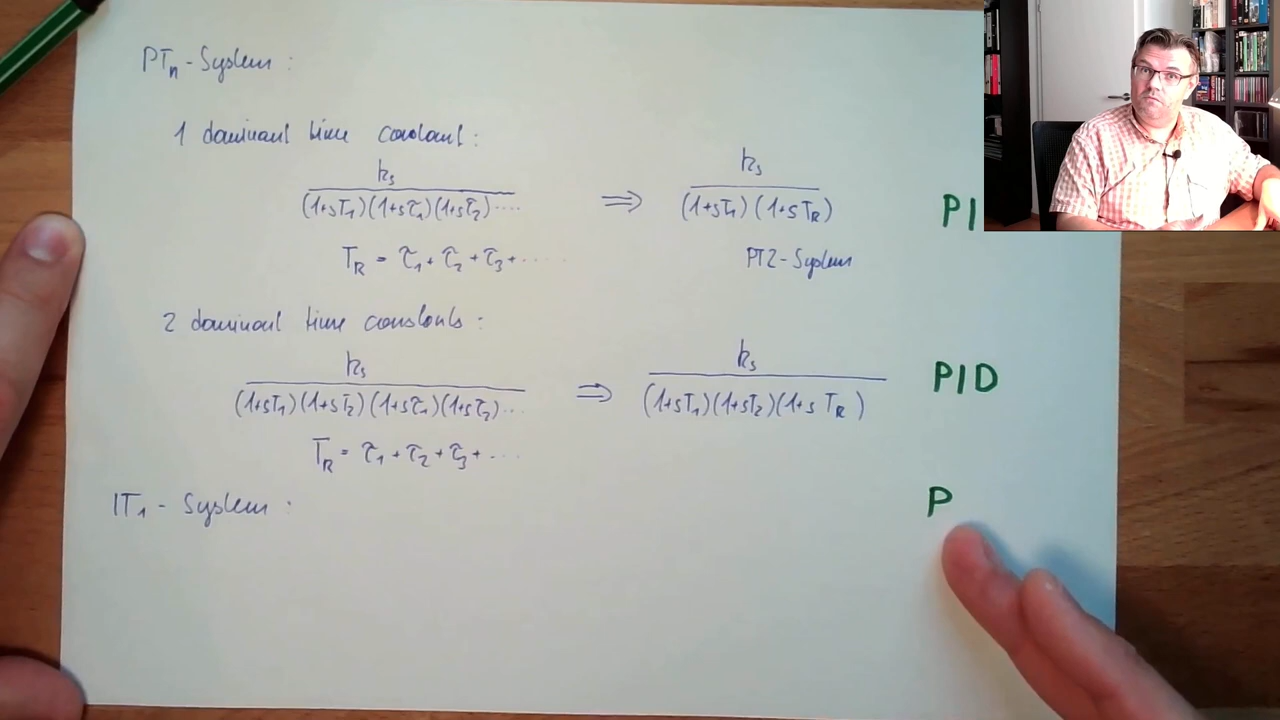 PTn-System :
1 dominant time constant :
ks
(1+sT1)(1+sτ1)(1+sτ2)···· ⇒ ks
(1+sT1)(1+sTR) PI
TR = τ1 + τ2 + τ3 + ·····
PT2-System
2 dominant time constants :
ks
(1+sT1)(1+sT2)(1+sτ1)(1+sτ2)··· ⇒ ks
(1+sT1)(1+sT2)(1+s TR) PID
TR = τ1 + τ2 + τ3 + ····
IT1 - System : P